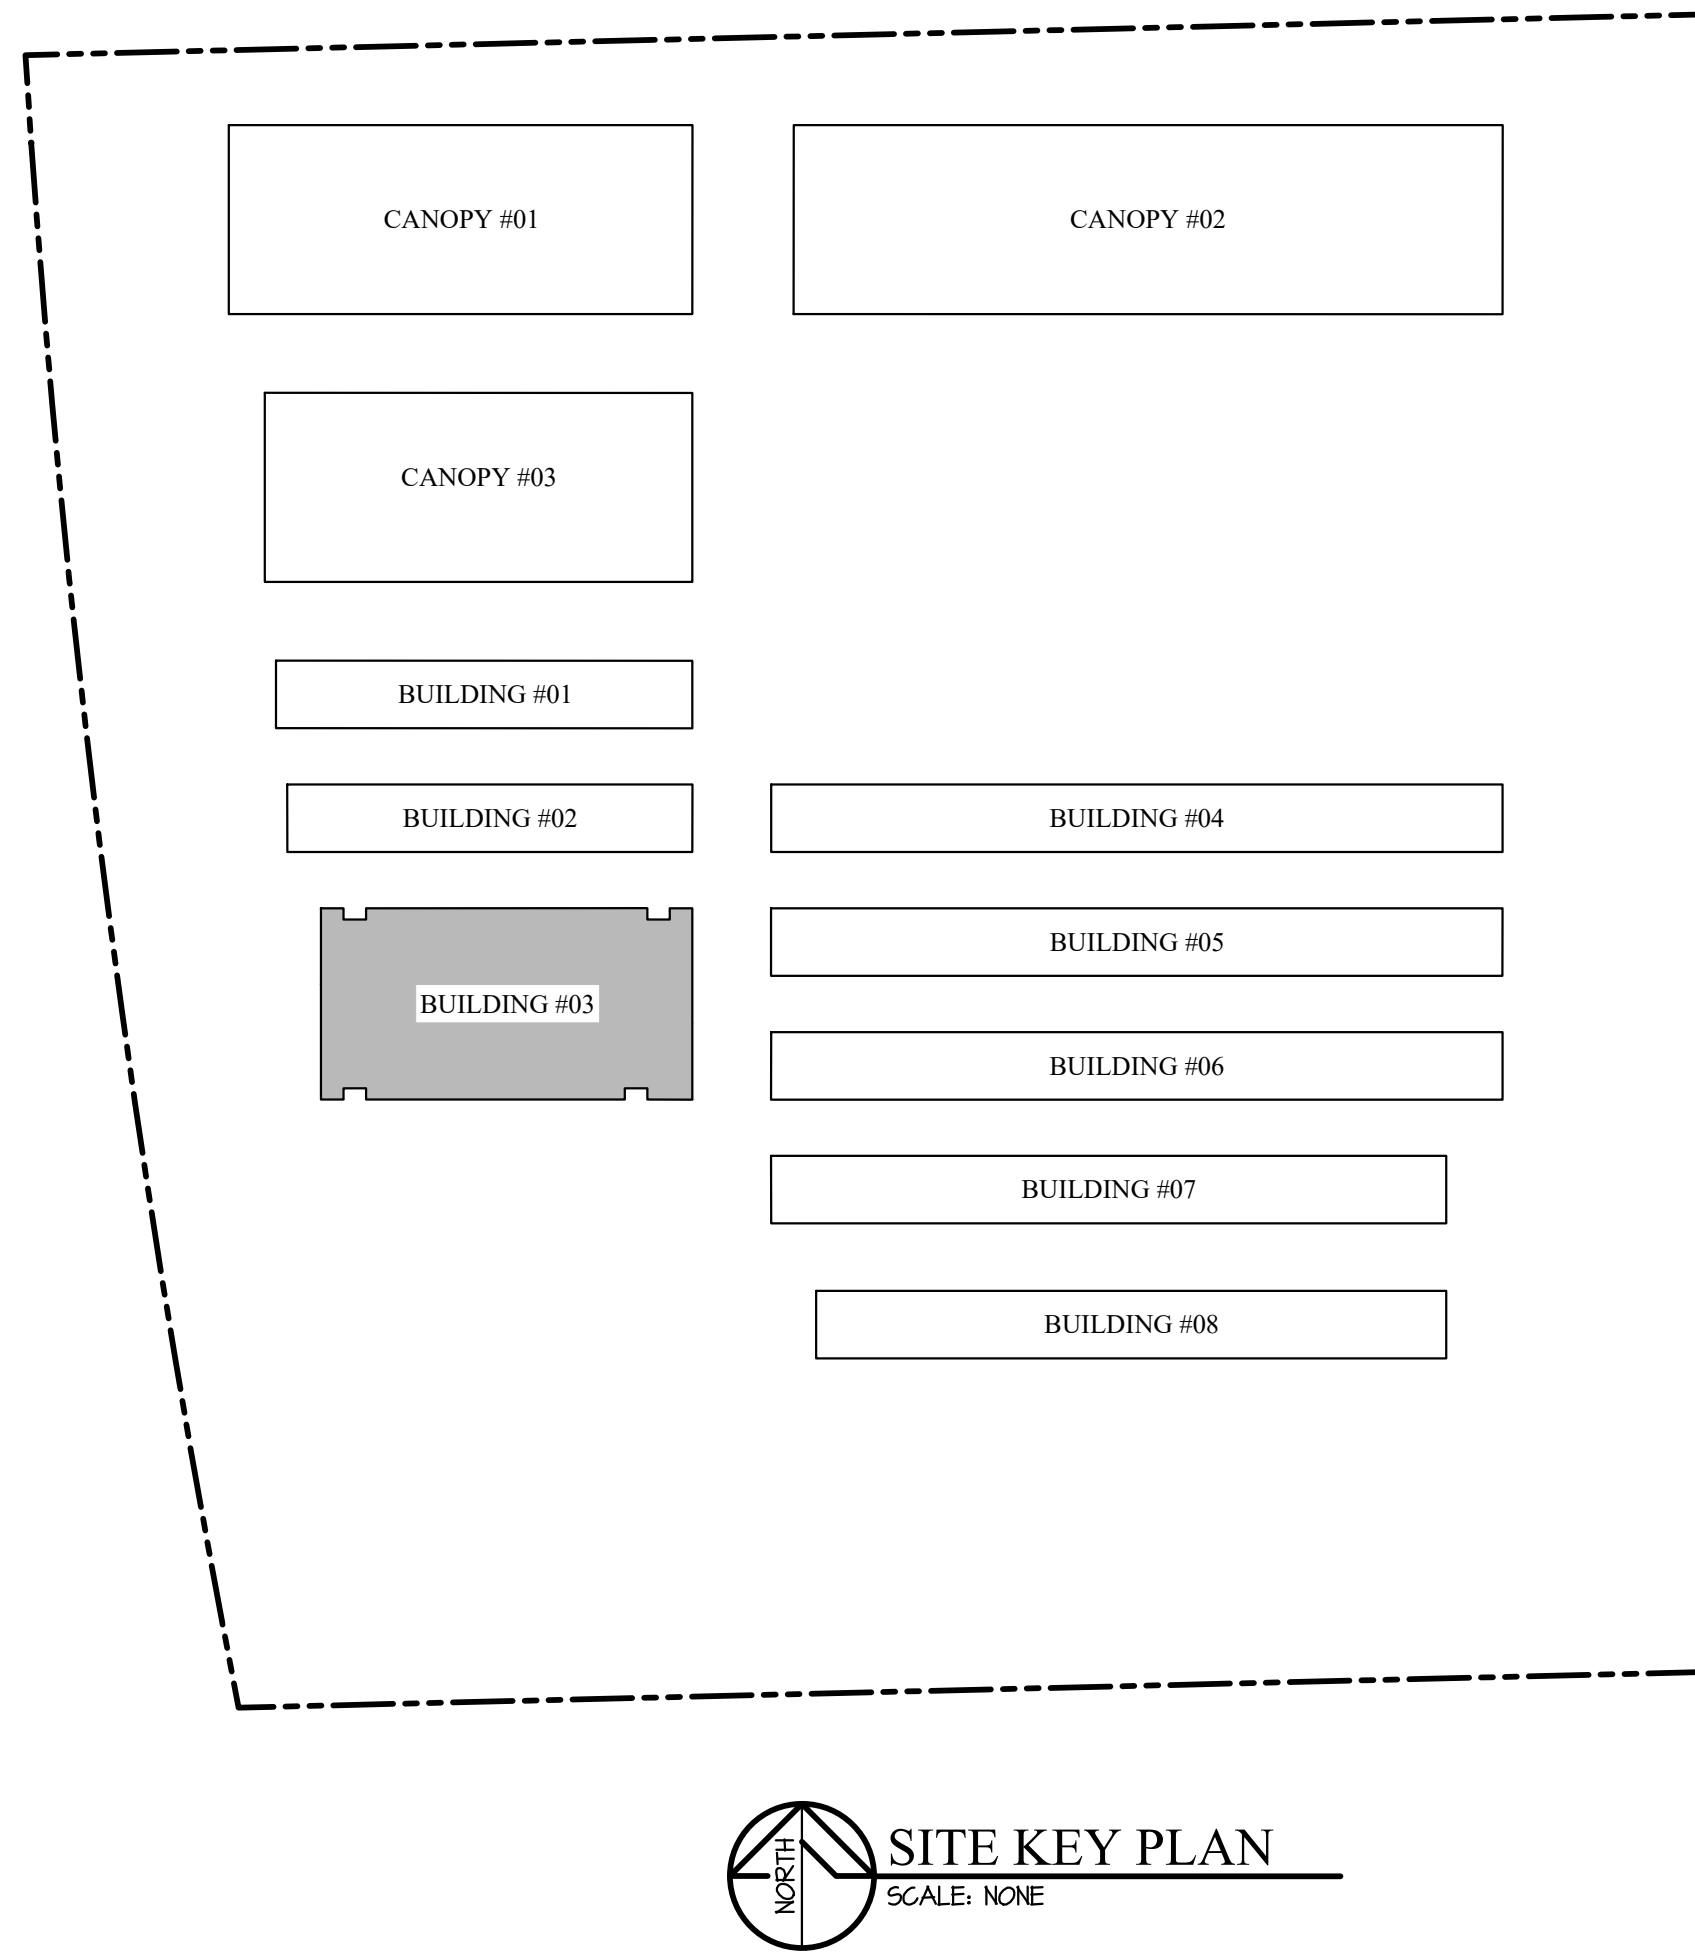 CANOPY #01
CANOPY #02
CANOPY #03
BUILDING #01
BUILDING #02
BUILDING #04
BUILDING #05
BUILDING #03
BUILDING #06
BUILDING #07
BUILDING #08
NORTH
SITE KEY PLAN
SCALE: NONE